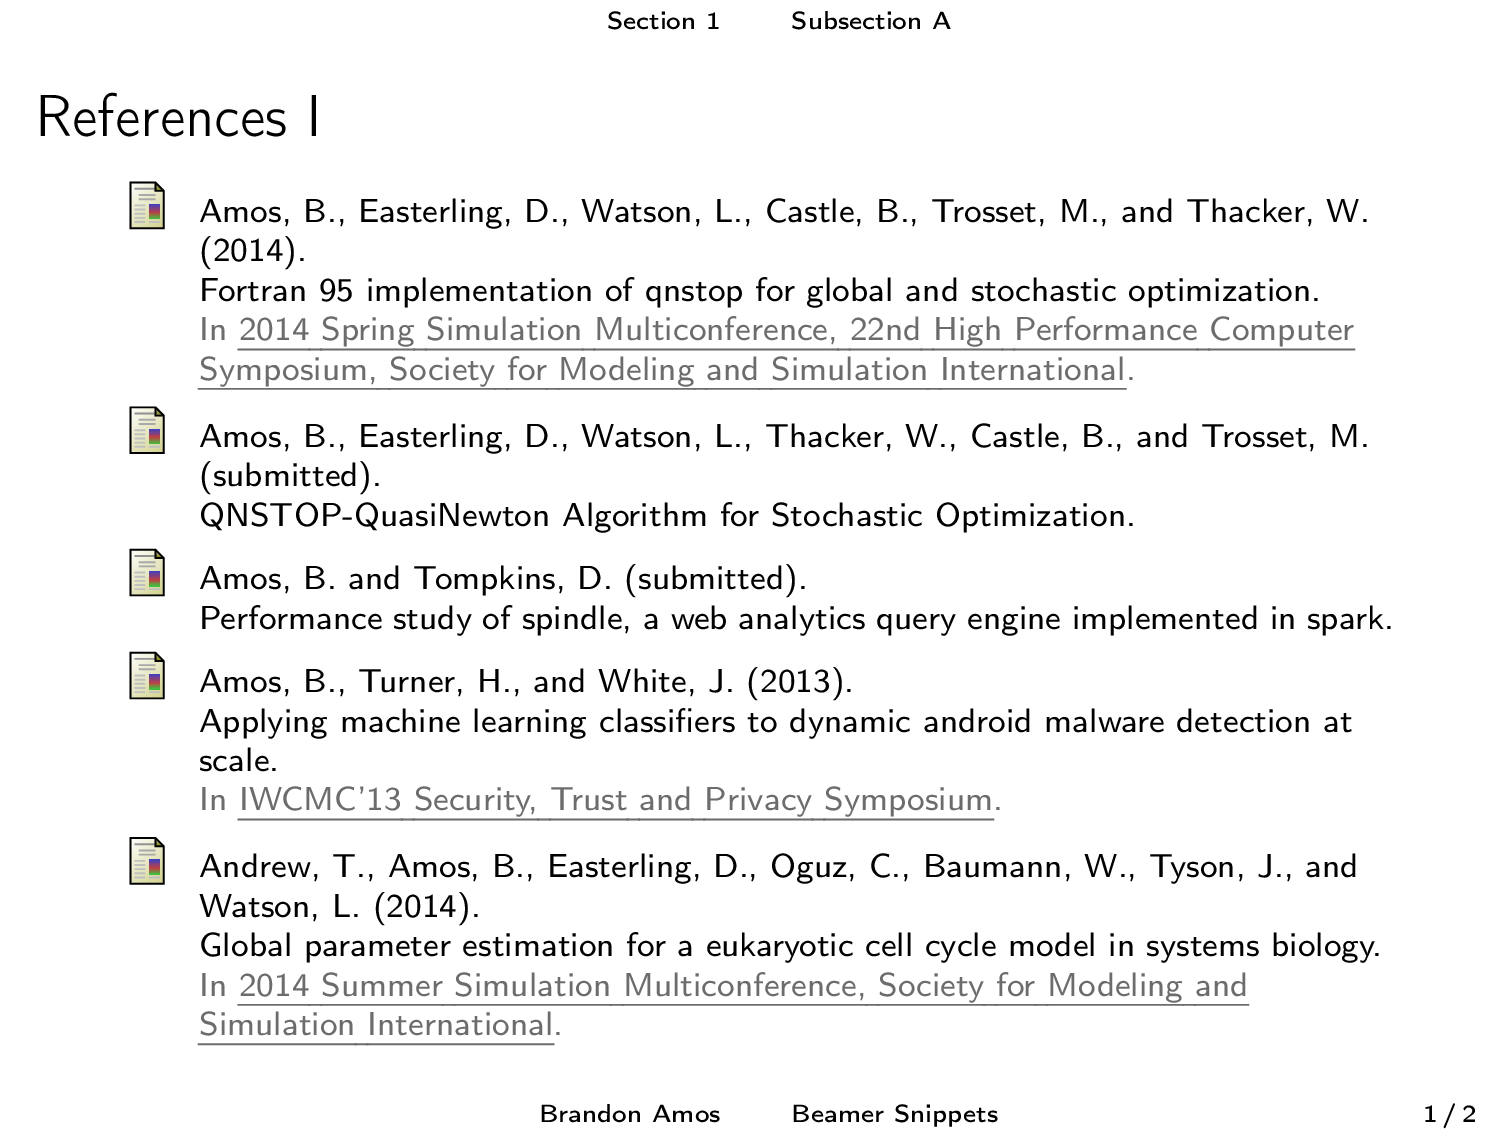 Section 1 Subsection A
References I
Amos, B., Easterling, D., Watson, L., Castle, B., Trosset, M., and Thacker, W.
(2014).
Fortran 95 implementation of qnstop for global and stochastic optimization.
In 2014 Spring Simulation Multiconference, 22nd High Performance Computer
Symposium, Society for Modeling and Simulation International.
Amos, B., Easterling, D., Watson, L., Thacker, W., Castle, B., and Trosset, M.
(submitted).
QNSTOP-QuasiNewton Algorithm for Stochastic Optimization.
Amos, B. and Tompkins, D. (submitted).
Performance study of spindle, a web analytics query engine implemented in spark.
Amos, B., Turner, H., and White, J. (2013).
Applying machine learning classifiers to dynamic android malware detection at
scale.
In IWCMC'13 Security, Trust and Privacy Symposium.
Andrew, T., Amos, B., Easterling, D., Oguz, C., Baumann, W., Tyson, J., and
Watson, L. (2014).
Global parameter estimation for a eukaryotic cell cycle model in systems biology.
In 2014 Summer Simulation Multiconference, Society for Modeling and
Simulation International.
Brandon Amos Beamer Snippets 1 / 2